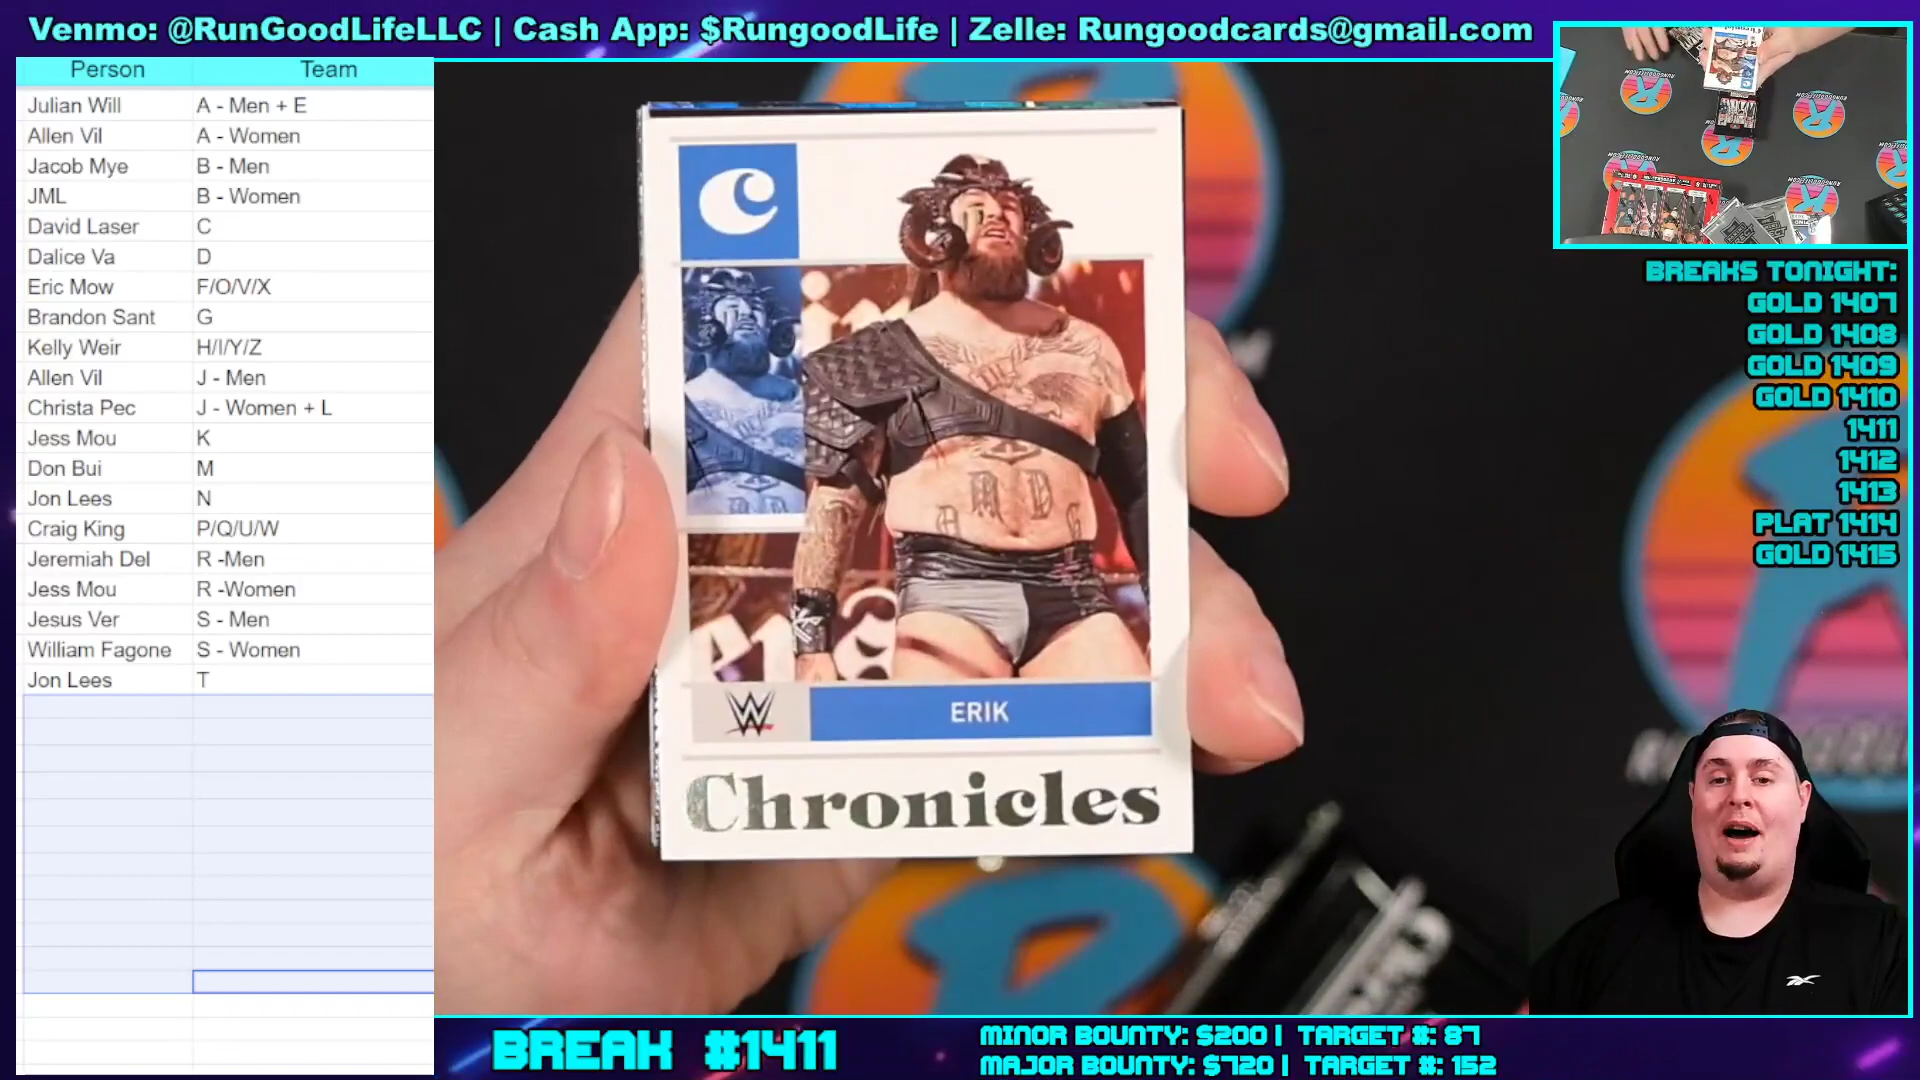 Venmo: @RunGoodLifeLLC | Cash App: $RungoodLife | Zelle: Rungoodcards@gmail.com
Person Team
Julian Will A - Men + E
Allen Vil A - Women
Jacob Mye B - Men
JML B - Women
David Laser C
Dalice Va D
Eric Mow F/O/V/X
Brandon Sant G
Kelly Weir H/I/Y/Z
Allen Vil J - Men
Christa Pec J - Women + L
Jess Mou K
Don Bui M
Jon Lees N
Craig King P/Q/U/W
Jeremiah Del R -Men
Jess Mou R -Women
Jesus Ver S - Men
William Fagone S - Women
Jon Lees T
C
W
ERIK
Chronicles
BREAKS TONIGHT:
GOLD 1407
GOLD 1408
GOLD 1409
GOLD 1410
1411
1412
1413
PLAT 1414
GOLD 1415
BREAK #1411
MINOR BOUNTY: $200 | TARGET #: 87
MAJOR BOUNTY: $720 | TARGET #: 152